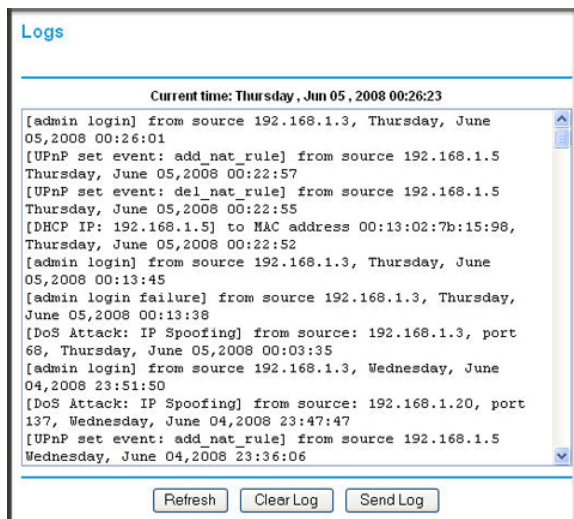 Logs
Current time: Thursday , Jun 05 , 2008 00:26:23
[admin login] from source 192.168.1.3, Thursday, June
05,2008 00:26:01
[UPnP set event: add_nat_rule] from source 192.168.1.5
Thursday, June 05,2008 00:22:57
[UPnP set event: del_nat_rule] from source 192.168.1.5
Thursday, June 05,2008 00:22:55
[DHCP IP: 192.168.1.5] to MAC address 00:13:02:7b:15:98,
Thursday, June 05,2008 00:22:52
[admin login] from source 192.168.1.3, Thursday, June
05,2008 00:13:45
[admin login failure] from source 192.168.1.3, Thursday,
June 05,2008 00:13:38
[DoS Attack: IP Spoofing] from source: 192.168.1.3, port
68, Thursday, June 05,2008 00:03:35
[admin login] from source 192.168.1.3, Wednesday, June
04,2008 23:51:50
[DoS Attack: IP Spoofing] from source: 192.168.1.20, port
137, Wednesday, June 04,2008 23:47:47
[UPnP set event: add_nat_rule] from source 192.168.1.5
Wednesday, June 04,2008 23:36:06
Refresh Clear Log Send Log